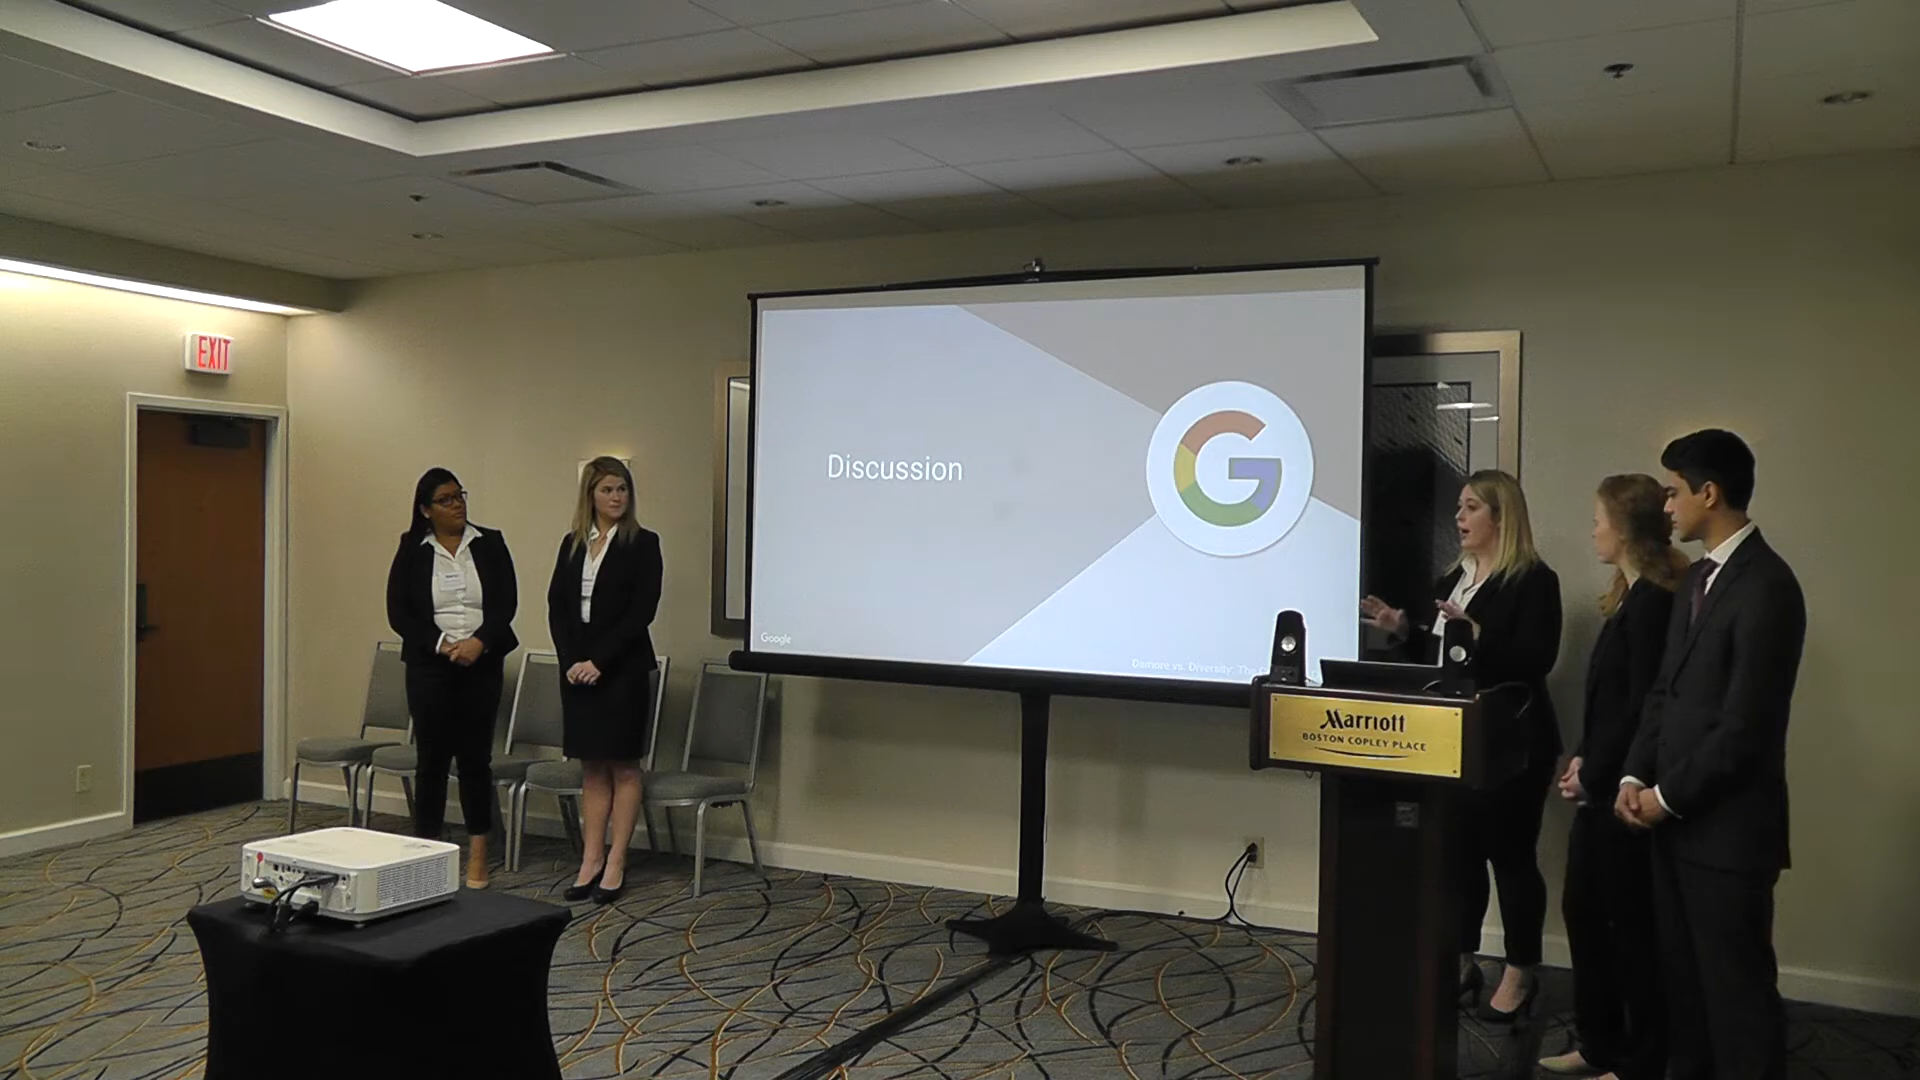 EXIT
Discussion
Google
Damore vs. Diversity: The
Marriott
BOSTON COPLEY PLACE